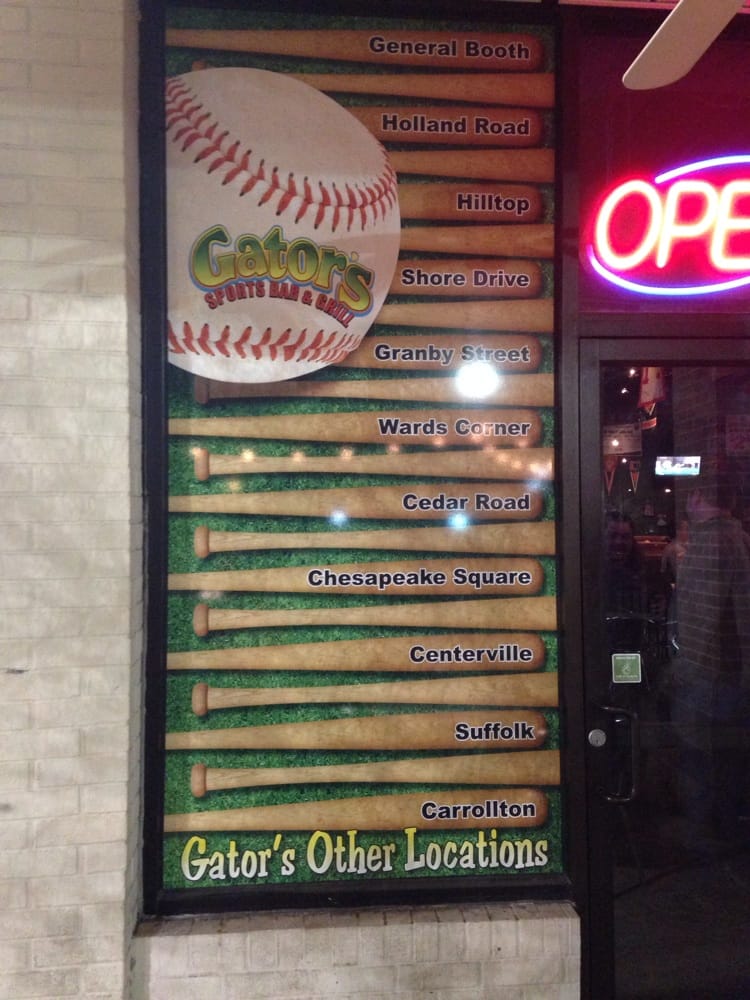 General Booth
Holland Road
Hilltop
Gator's
SPORTS BAR & GRILL
Shore Drive
Granby Street
Wards Corner
Cedar Road
Chesapeake Square
Centerville
Suffolk
Carrollton
Gator's Other Locations
OPE